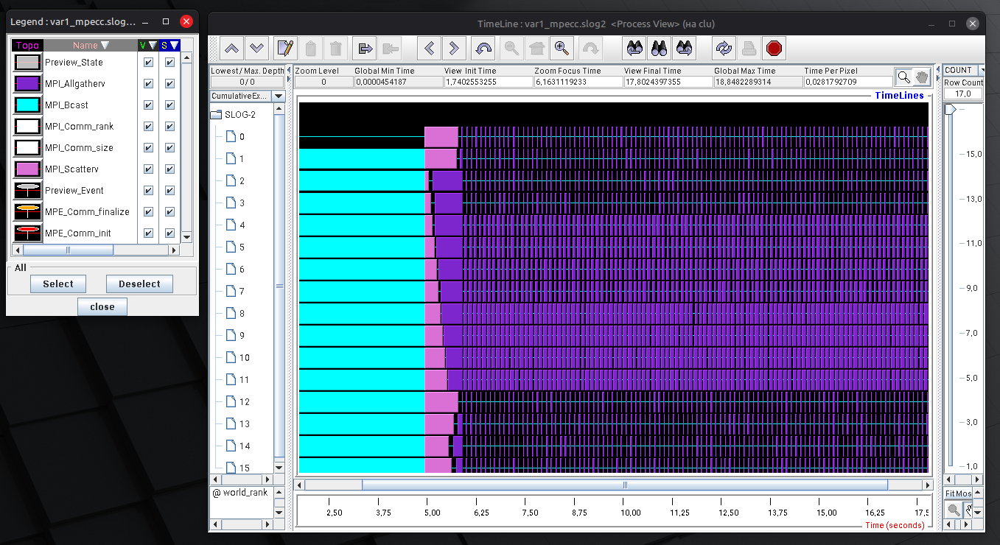 Legend : var1_mpecc.slog...
Topo Name V S
Preview_State
MPI_Allgatherv
MPI_Bcast
MPI_Comm_rank
MPI_Comm_size
MPI_Scatterv
Preview_Event
MPE_Comm_finalize
MPE_Comm_init
All
Select Deselect
close
TimeLine : var1_mpecc.slog2 <Process View> (на clu)
Lowest / Max. Depth Zoom Level Global Min Time View Init Time Zoom Focus Time View Final Time Global Max Time Time Per Pixel
0 / 0 0 0,0000454187 1,7402553255 6,1631119233 17,8024397355 18,8482289314 0,0281792709
CumulativeEx...
TimeLines
SLOG-2
0
1
2
3
4
5
6
7
8
9
10
11
12
13
14
15
@ world_rank
2,50 3,75 5,00 6,25 7,50 8,75 10,00 11,25 12,50 13,75 15,00 16,25 17,5
Time (seconds)
COUNT
Row Count
17,0
15,0
13,0
11,0
9,0
7,0
5,0
3,0
1,0
Fit Mos